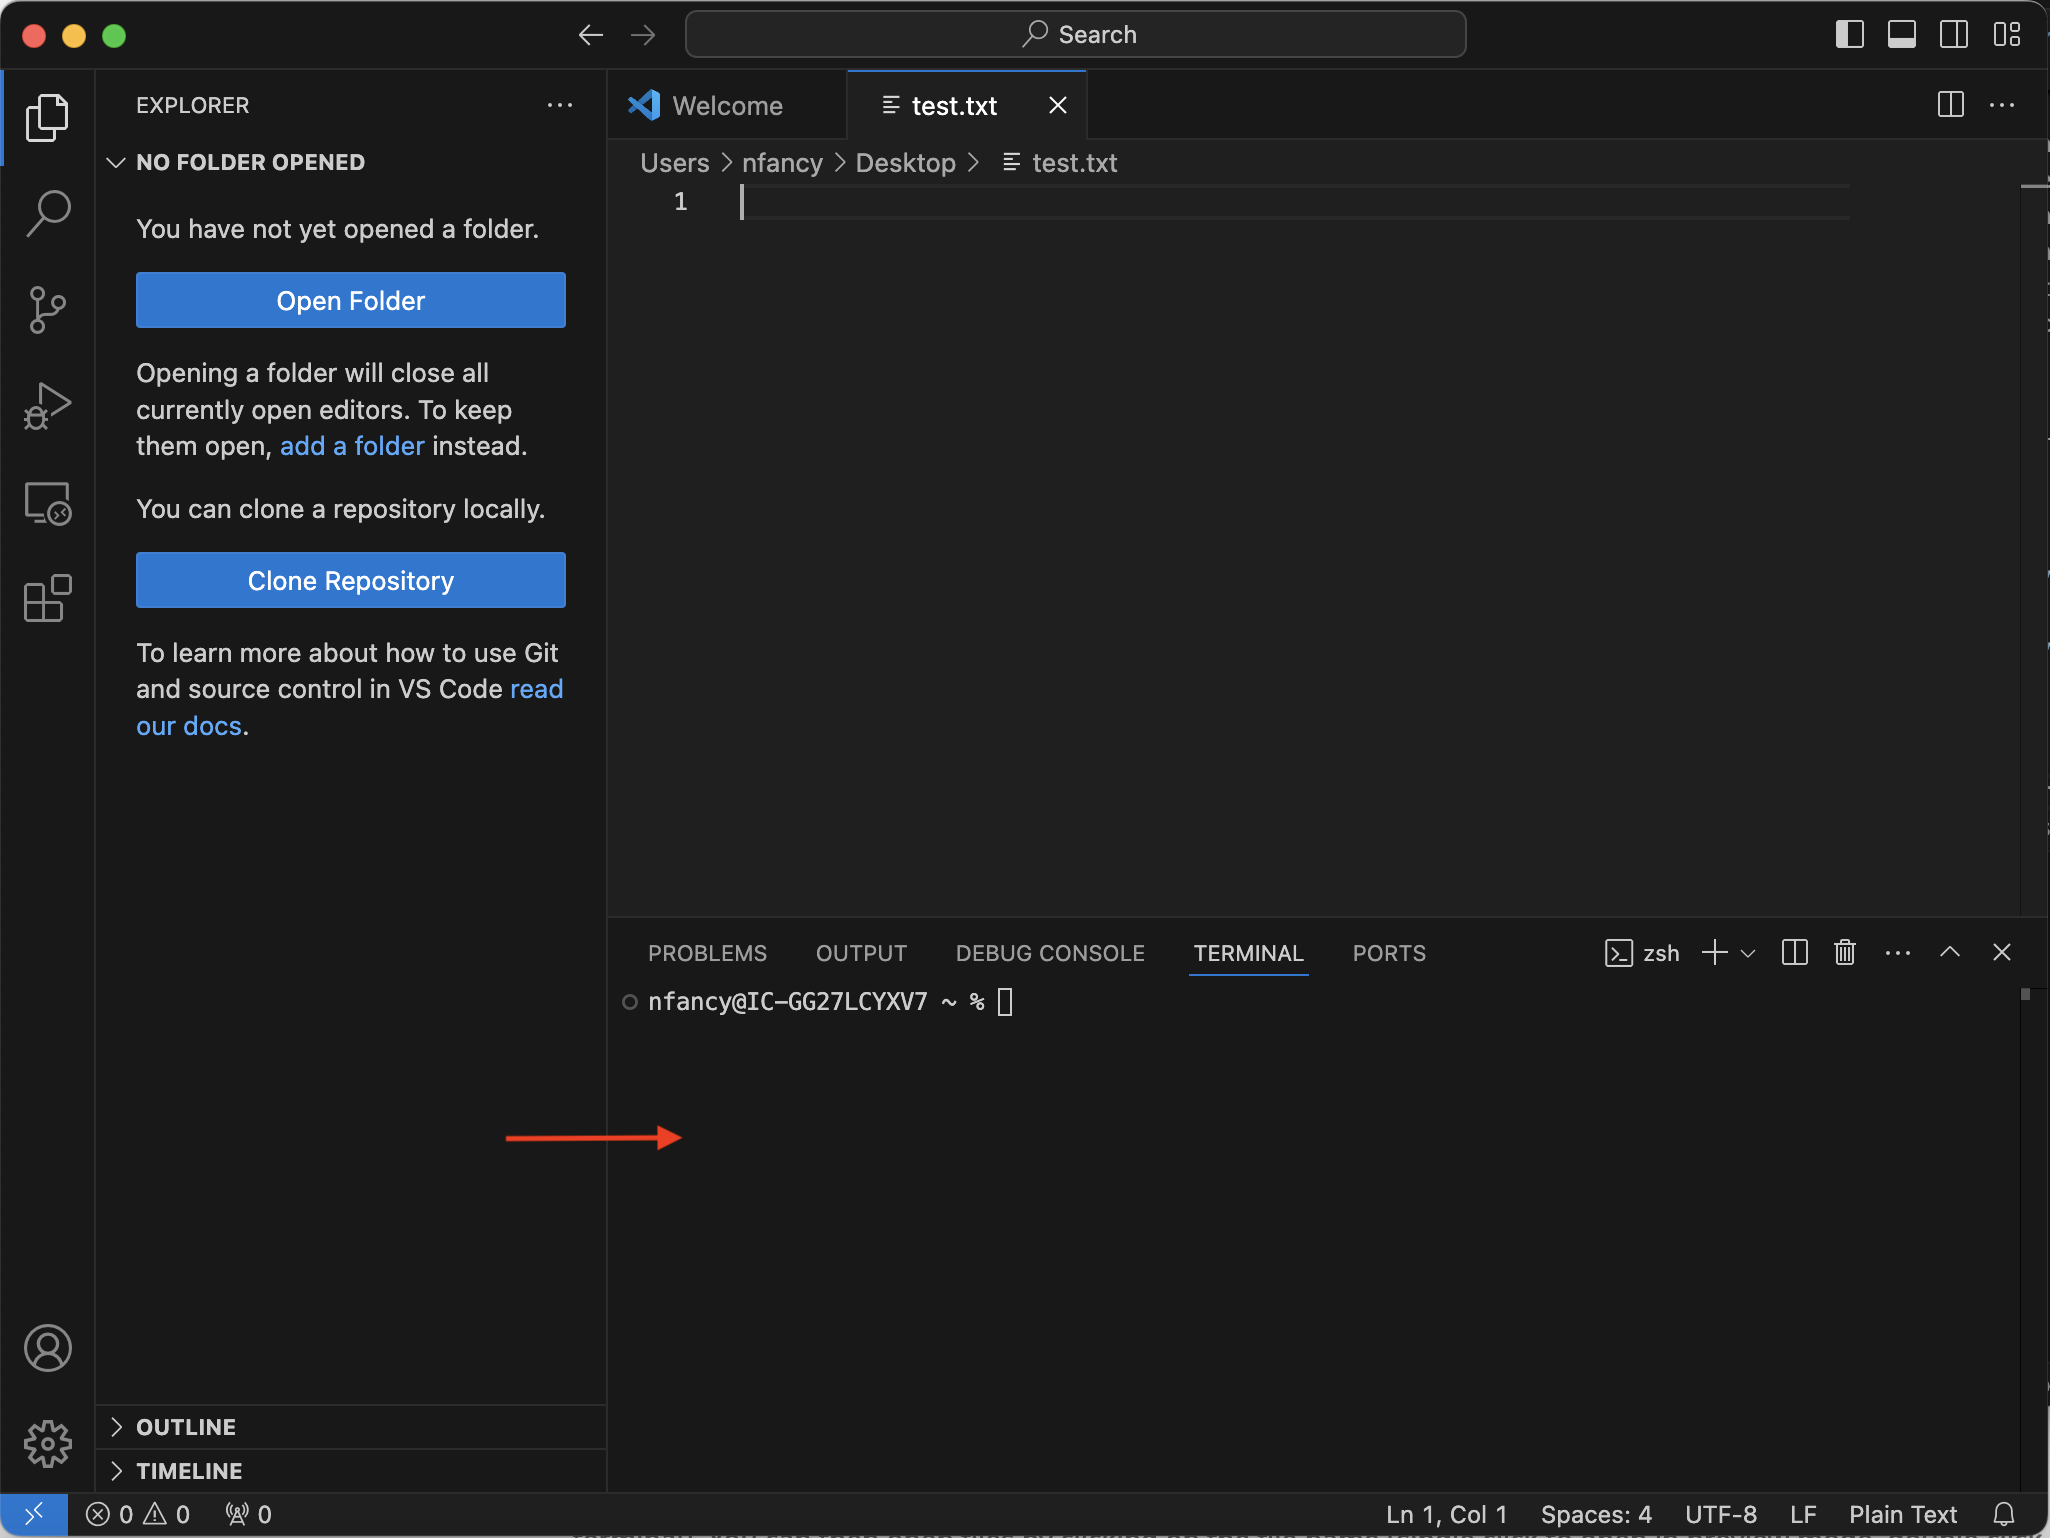 Search
EXPLORER
NO FOLDER OPENED
You have not yet opened a folder.
Open Folder
Opening a folder will close all
currently open editors. To keep
them open, add a folder instead.
You can clone a repository locally.
Clone Repository
To learn more about how to use Git
and source control in VS Code read
our docs.
OUTLINE
TIMELINE
Welcome
test.txt
Users > nfancy > Desktop > test.txt
1
PROBLEMS OUTPUT DEBUG CONSOLE TERMINAL PORTS
zsh
nfancy@IC-GG27LCYXV7 ~ %
0 0 0
Ln 1, Col 1 Spaces: 4 UTF-8 LF Plain Text